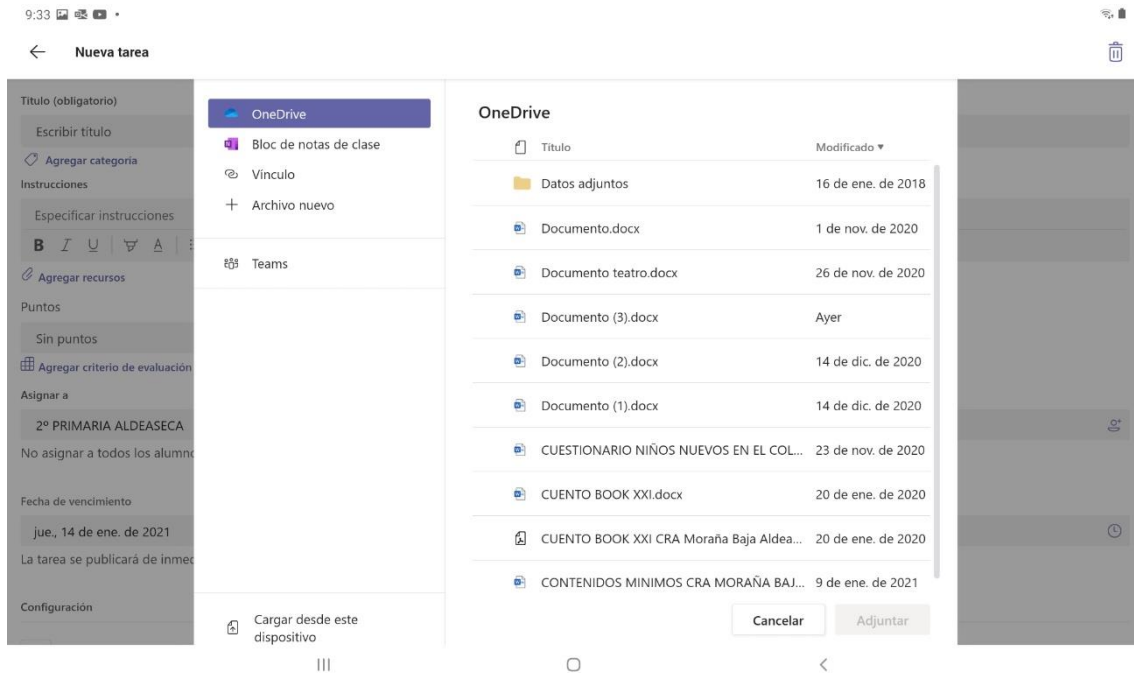 9:33
Nueva tarea
Título (obligatorio)
Escribir título
Agregar categoría
Instrucciones
Especificar instrucciones
B I U A
Agregar recursos
Puntos
Sin puntos
Agregar criterio de evaluación
Asignar a
2º PRIMARIA ALDEASECA
No asignar a todos los alumno
Fecha de vencimiento
jue., 14 de ene. de 2021
La tarea se publicará de inmed
Configuración
OneDrive
Bloc de notas de clase
Vínculo
Archivo nuevo
Teams
Cargar desde este
dispositivo
OneDrive
Título Modificado
Datos adjuntos 16 de ene. de 2018
Documento.docx 1 de nov. de 2020
Documento teatro.docx 26 de nov. de 2020
Documento (3).docx Ayer
Documento (2).docx 14 de dic. de 2020
Documento (1).docx 14 de dic. de 2020
CUESTIONARIO NIÑOS NUEVOS EN EL COL... 23 de nov. de 2020
CUENTO BOOK XXI.docx 20 de ene. de 2020
CUENTO BOOK XXI CRA Moraña Baja Aldea... 20 de ene. de 2020
CONTENIDOS MINIMOS CRA MORAÑA BAJ... 9 de ene. de 2021
Cancelar Adjuntar